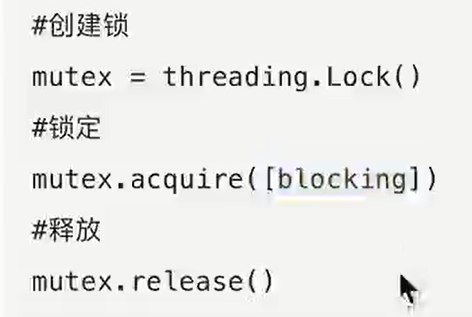 #创建锁
mutex = threading.Lock()
#锁定
mutex.acquire([blocking])
#释放
mutex.release()